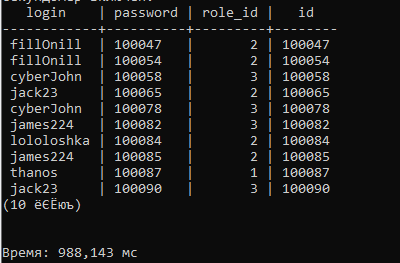 login | password | role_id | id
-----------+----------+---------+--------
fillOnill | 100047 | 2 | 100047
fillOnill | 100054 | 2 | 100054
cyberJohn | 100058 | 3 | 100058
jack23 | 100065 | 2 | 100065
cyberJohn | 100078 | 3 | 100078
james224 | 100082 | 3 | 100082
lololoshka | 100084 | 2 | 100084
james224 | 100085 | 2 | 100085
thanos | 100087 | 1 | 100087
jack23 | 100090 | 3 | 100090
(10 ёЄЁюъ)
Время: 988,143 мс